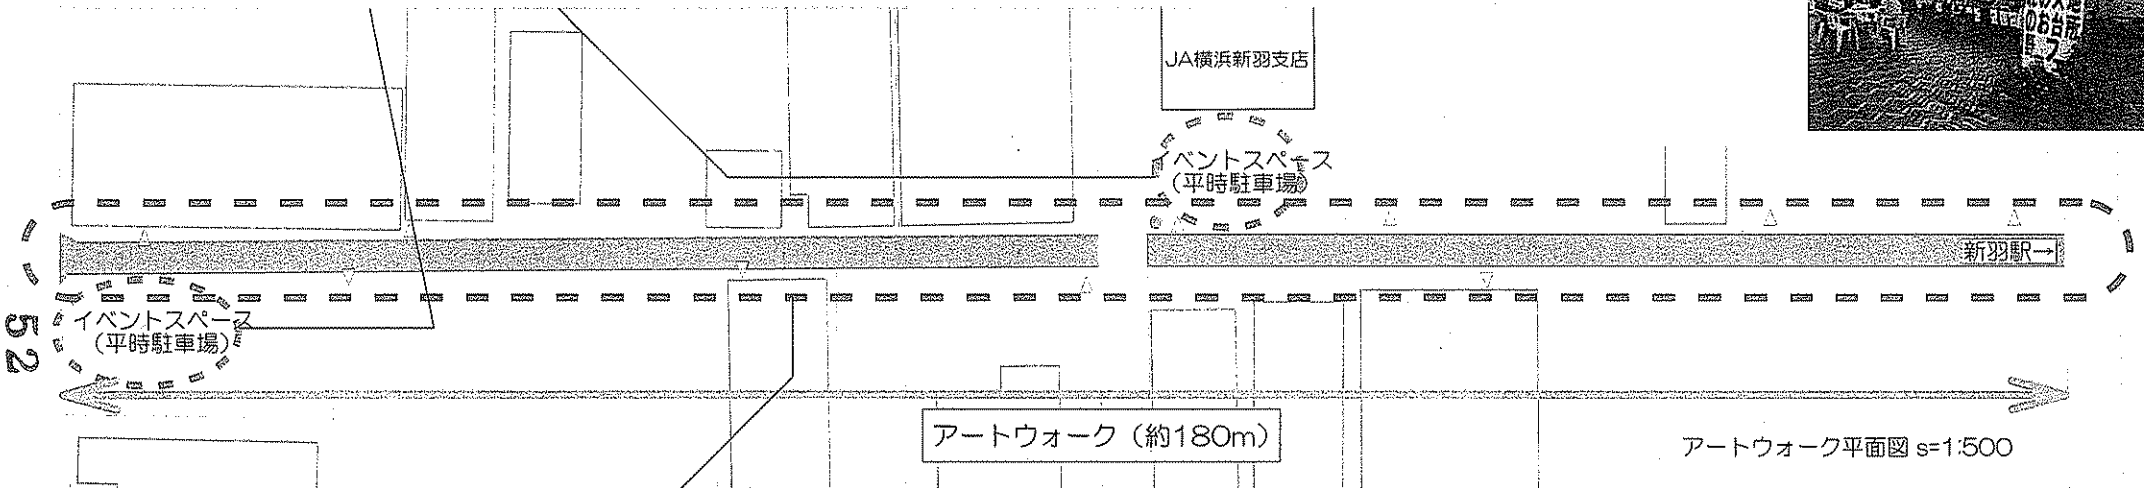 JA横浜新羽支店
イベントスペース
(平時駐車場)
新羽駅→
イベントスペース
(平時駐車場)
52
アートウォーク(約180m)
アートウォーク平面図 s=1:500